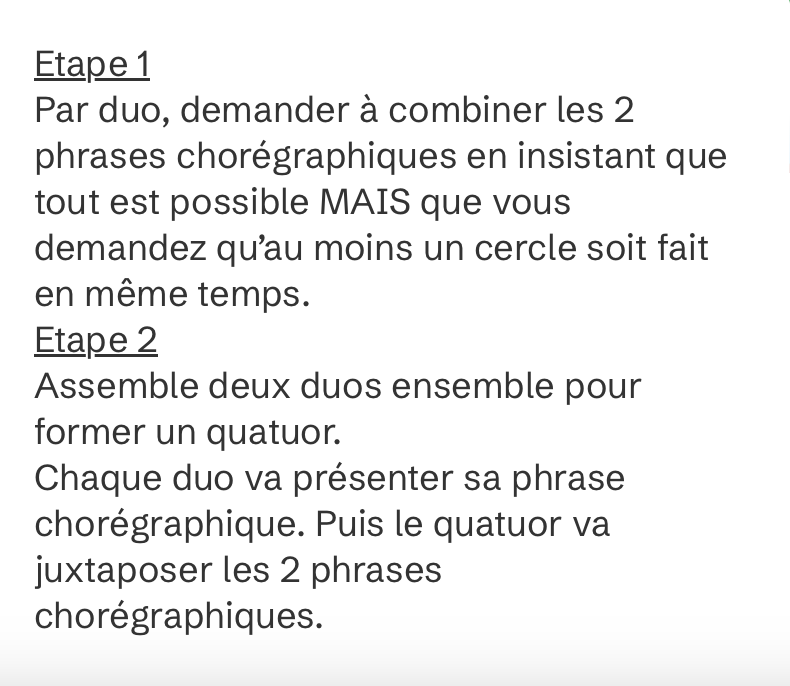 Etape 1
Par duo, demander à combiner les 2
phrases chorégraphiques en insistant que
tout est possible MAIS que vous
demandez qu’au moins un cercle soit fait
en même temps.
Etape 2
Assemble deux duos ensemble pour
former un quatuor.
Chaque duo va présenter sa phrase
chorégraphique. Puis le quatuor va
juxtaposer les 2 phrases
chorégraphiques.